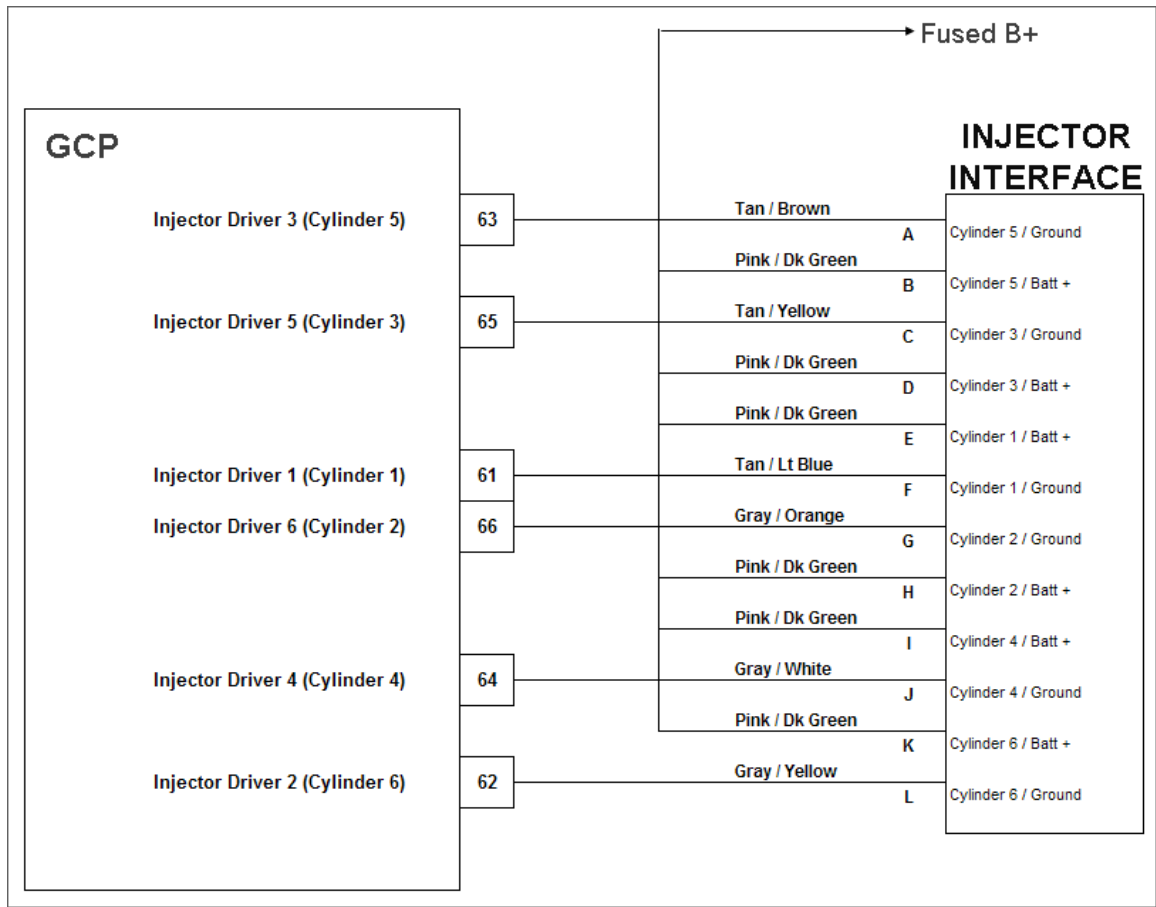 Fused B+
GCP
INJECTOR
INTERFACE
Injector Driver 3 (Cylinder 5)
63
Tan / Brown
A
Cylinder 5 / Ground
Pink / Dk Green
B
Cylinder 5 / Batt +
Injector Driver 5 (Cylinder 3)
65
Tan / Yellow
C
Cylinder 3 / Ground
Pink / Dk Green
D
Cylinder 3 / Batt +
Pink / Dk Green
E
Cylinder 1 / Batt +
Injector Driver 1 (Cylinder 1)
61
Tan / Lt Blue
F
Cylinder 1 / Ground
Injector Driver 6 (Cylinder 2)
66
Gray / Orange
G
Cylinder 2 / Ground
Pink / Dk Green
H
Cylinder 2 / Batt +
Pink / Dk Green
I
Cylinder 4 / Batt +
Injector Driver 4 (Cylinder 4)
64
Gray / White
J
Cylinder 4 / Ground
Pink / Dk Green
K
Cylinder 6 / Batt +
Injector Driver 2 (Cylinder 6)
62
Gray / Yellow
L
Cylinder 6 / Ground